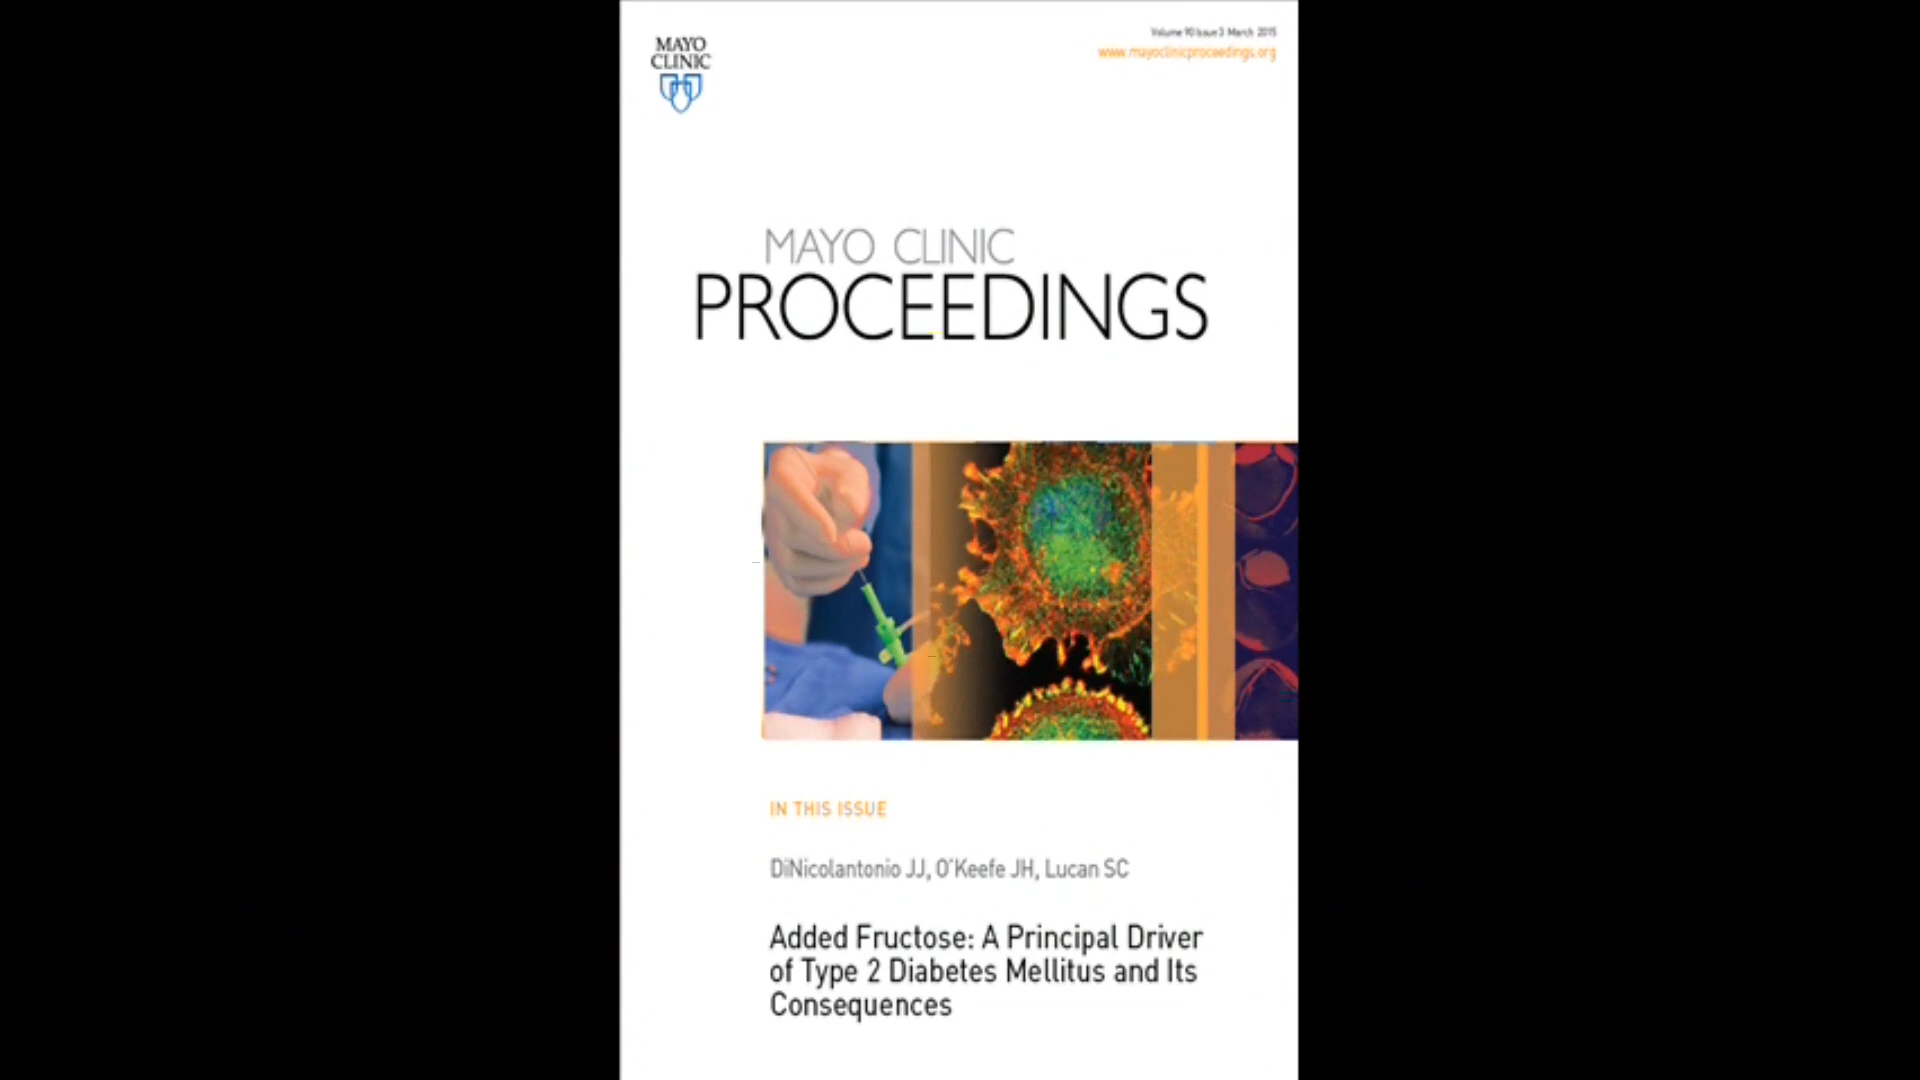 MAYO
CLINIC
Volume 90 Issue 3 March 2015
www.mayoclinicproceedings.org
MAYO CLINIC
PROCEEDINGS
IN THIS ISSUE
DiNicolantonio JJ, O'Keefe JH, Lucan SC
Added Fructose: A Principal Driver
of Type 2 Diabetes Mellitus and Its
Consequences